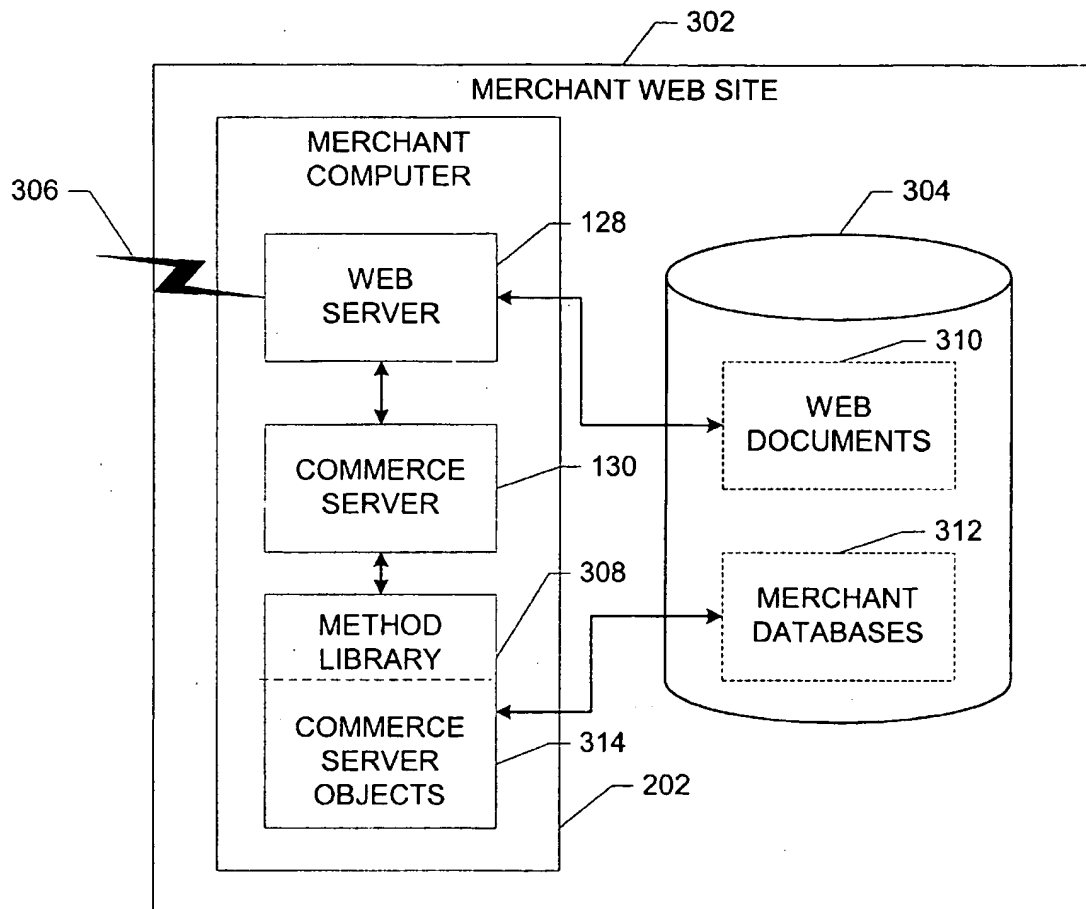 302
MERCHANT WEB SITE
MERCHANT
COMPUTER
306
304
128
WEB
SERVER
310
WEB
DOCUMENTS
COMMERCE
SERVER
130
312
308
METHOD
LIBRARY
MERCHANT
DATABASES
COMMERCE
SERVER
OBJECTS
314
202